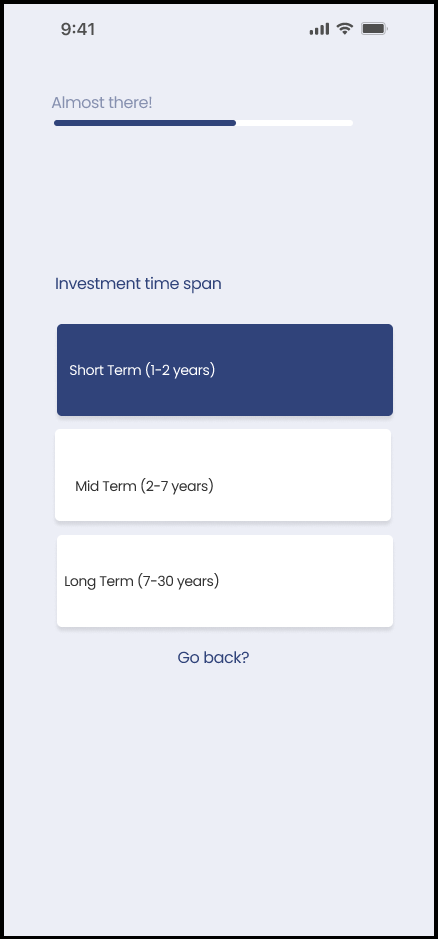 9:41
Almost there!
Investment time span
Short Term (1-2 years)
Mid Term (2-7 years)
Long Term (7-30 years)
Go back?